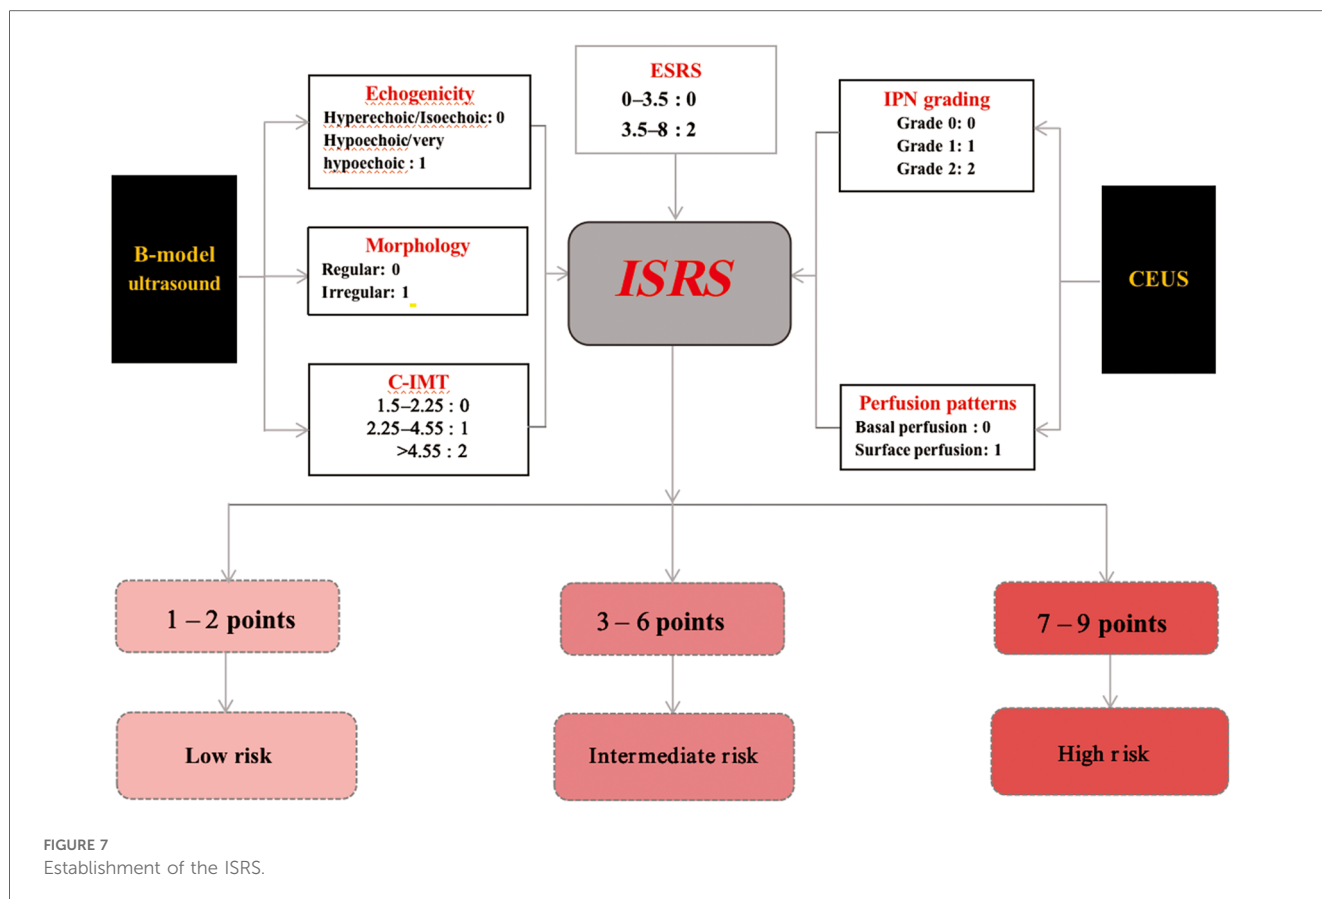 ESRS
0–3.5 : 0
3.5–8 : 2
Echogenicity
Hyperechoic/Isoechoic: 0
Hypoechoic/very
hypoechoic : 1
IPN grading
Grade 0: 0
Grade 1: 1
Grade 2: 2
B-model
ultrasound
Morphology
Regular: 0
Irregular: 1
ISRS
CEUS
C-IMT
1.5–2.25 : 0
2.25–4.55 : 1
>4.55 : 2
Perfusion patterns
Basal perfusion : 0
Surface perfusion: 1
1 – 2 points
3 – 6 points
7 – 9 points
Low risk
Intermediate risk
High risk
FIGURE 7
Establishment of the ISRS.